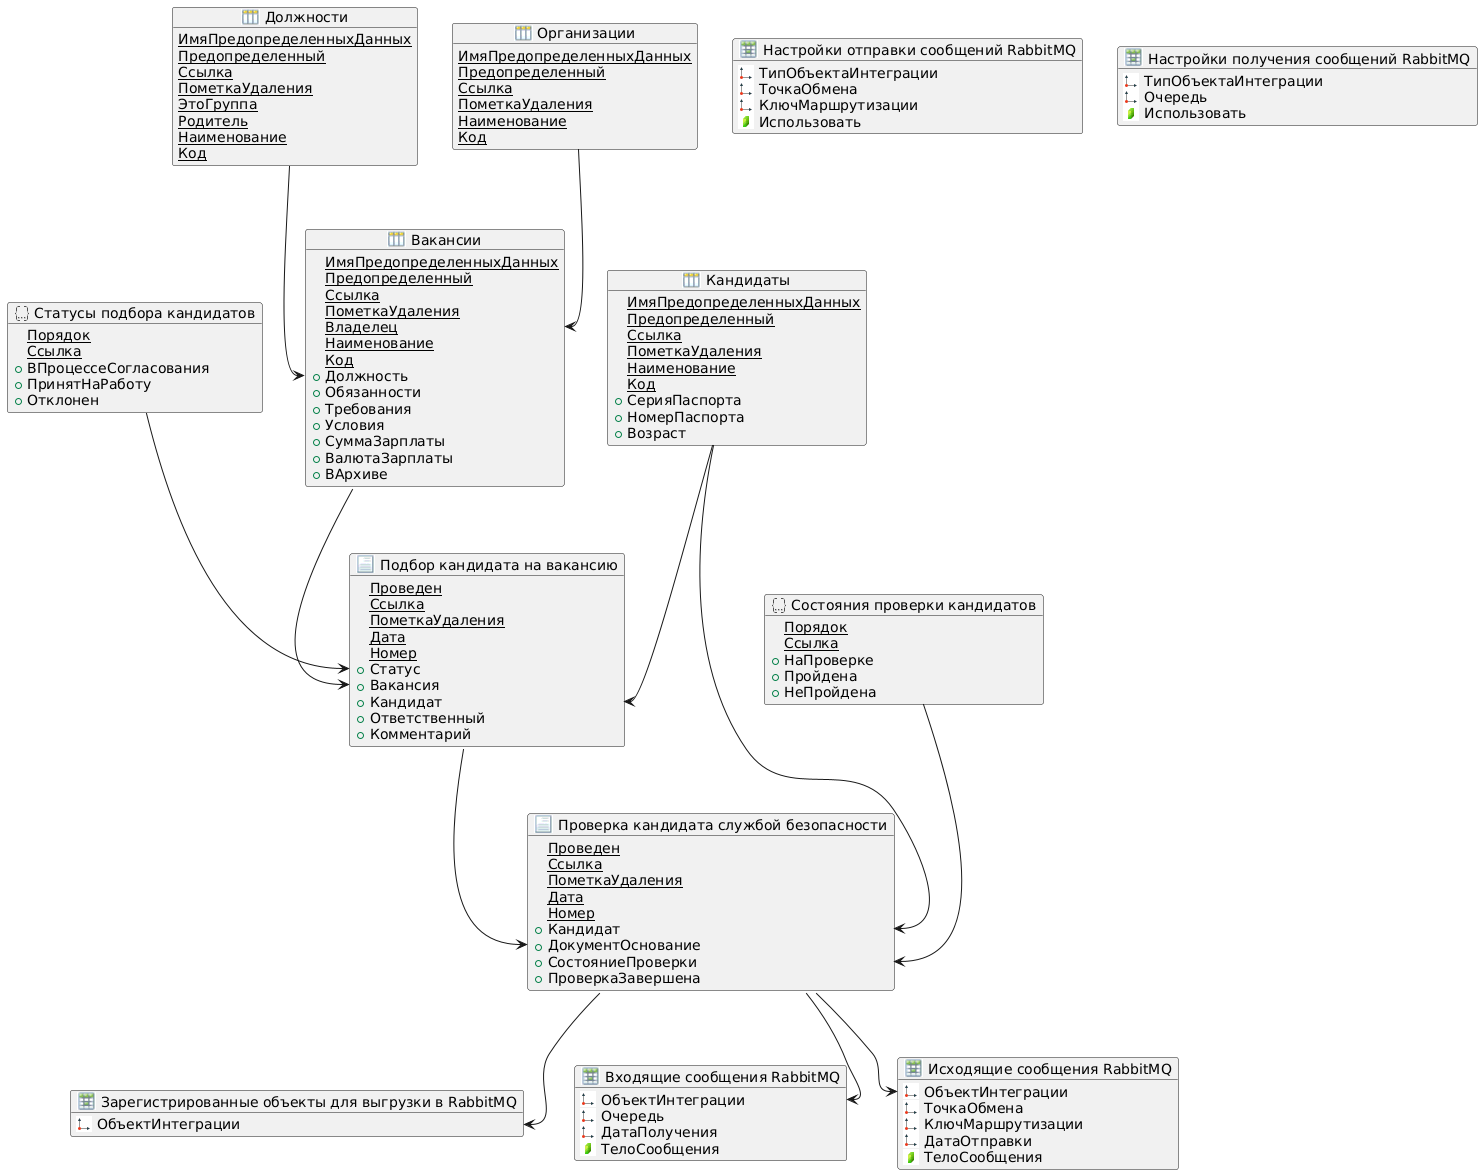 Должности
ИмяПредопределенныхДанных
Предопределенный
Ссылка
ПометкаУдаления
ЭтоГруппа
Родитель
Наименование
Код
Организации
ИмяПредопределенныхДанных
Предопределенный
Ссылка
ПометкаУдаления
Наименование
Код
Настройки отправки сообщений RabbitMQ
ТипОбъектаИнтеграции
ТочкаОбмена
КлючМаршрутизации
Использовать
Настройки получения сообщений RabbitMQ
ТипОбъектаИнтеграции
Очередь
Использовать
Статусы подбора кандидатов
Порядок
Ссылка
ВПроцессеСогласования
ПринятНаРаботу
Отклонен
Вакансии
ИмяПредопределенныхДанных
Предопределенный
Ссылка
ПометкаУдаления
Владелец
Наименование
Код
Должность
Обязанности
Требования
Условия
СуммаЗарплаты
ВалютаЗарплаты
ВАрхиве
Кандидаты
ИмяПредопределенныхДанных
Предопределенный
Ссылка
ПометкаУдаления
Наименование
Код
СерияПаспорта
НомерПаспорта
Возраст
Подбор кандидата на вакансию
Проведен
Ссылка
ПометкаУдаления
Дата
Номер
Статус
Вакансия
Кандидат
Ответственный
Комментарий
Состояния проверки кандидатов
Порядок
Ссылка
НаПроверке
Пройдена
НеПройдена
Проверка кандидата службой безопасности
Проведен
Ссылка
ПометкаУдаления
Дата
Номер
Кандидат
ДокументОснование
СостояниеПроверки
ПроверкаЗавершена
Зарегистрированные объекты для выгрузки в RabbitMQ
ОбъектИнтеграции
Входящие сообщения RabbitMQ
ОбъектИнтеграции
Очередь
ДатаПолучения
ТелоСообщения
Исходящие сообщения RabbitMQ
ОбъектИнтеграции
ТочкаОбмена
КлючМаршрутизации
ДатаОтправки
ТелоСообщения